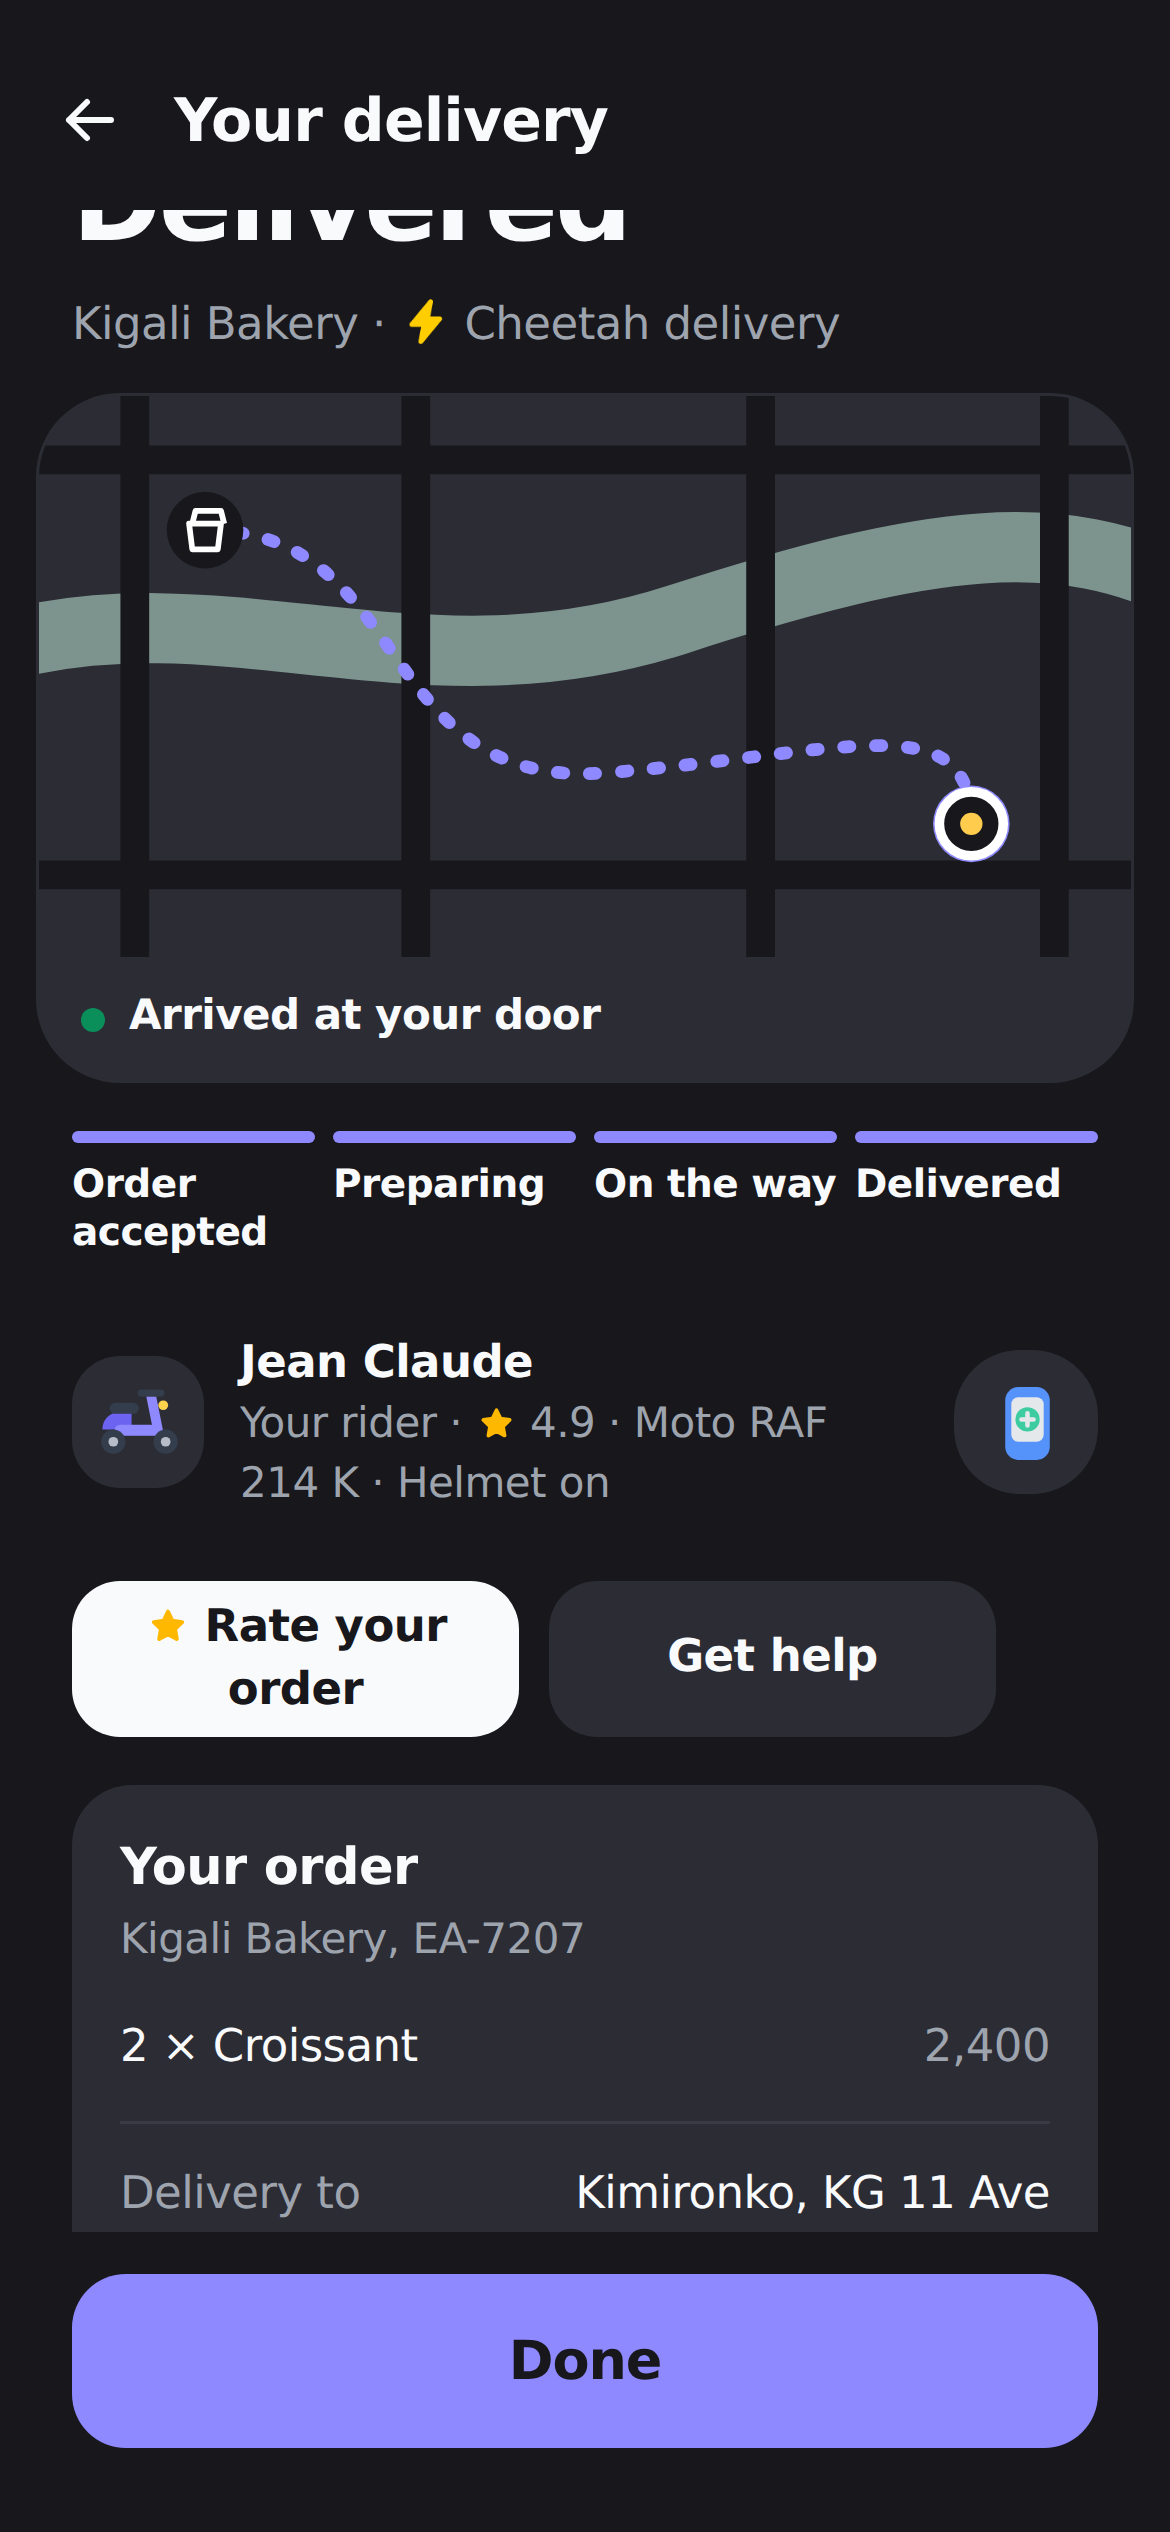 Your delivery
Delivered
Kigali Bakery · Cheetah delivery
Arrived at your door
Order accepted
Preparing
On the way
Delivered
Jean Claude
Your rider · 4.9 · Moto RAF
214 K · Helmet on
Rate your
order
Get help
Your order
Kigali Bakery, EA-7207
2 × Croissant 2,400
Delivery to Kimironko, KG 11 Ave
Done